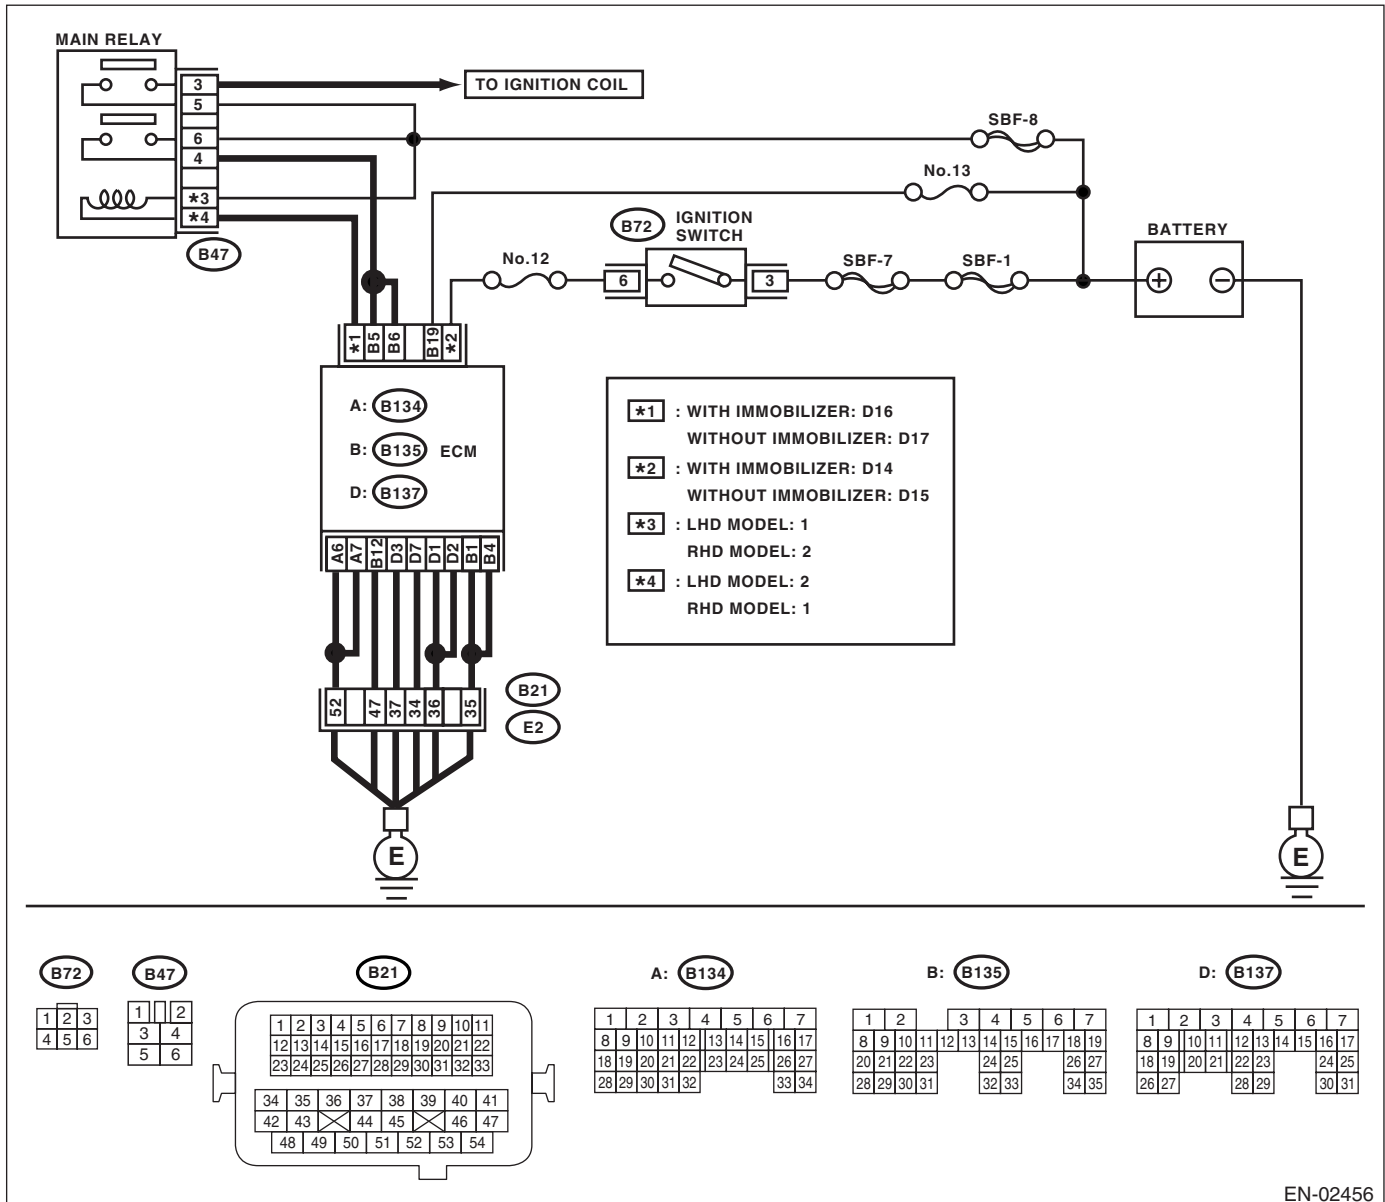 MAIN RELAY
3
TO IGNITION COIL
5
6
4
*3
*4
B47
SBF-8
No.13
B72
IGNITION
SWITCH
BATTERY
No.12
6
3
SBF-7
SBF-1
+
−
*1
B5
B6
B19
*2
A: B134
B: B135 ECM
D: B137
A6
A7
B12
D3
D7
D1
D2
B1
B4
*1 : WITH IMMOBILIZER: D16
WITHOUT IMMOBILIZER: D17
*2 : WITH IMMOBILIZER: D14
WITHOUT IMMOBILIZER: D15
*3 : LHD MODEL: 1
RHD MODEL: 2
*4 : LHD MODEL: 2
RHD MODEL: 1
52
47
37
34
36
35
B21
E2
E
E
B72
1 2 3
4 5 6
B47
1 2
3 4
5 6
B21
1 2 3 4 5 6 7 8 9 10 11
12 13 14 15 16 17 18 19 20 21 22
23 24 25 26 27 28 29 30 31 32 33
34 35 36 37 38 39 40 41
42 43 44 45 46 47
48 49 50 51 52 53 54
A: B134
1 2 3 4 5 6 7
8 9 10 11 12 13 14 15 16 17
18 19 20 21 22 23 24 25 26 27
28 29 30 31 32 33 34
B: B135
1 2 3 4 5 6 7
8 9 10 11 12 13 14 15 16 17 18 19
20 21 22 23 24 25 26 27
28 29 30 31 32 33 34 35
D: B137
1 2 3 4 5 6 7
8 9 10 11 12 13 14 15 16 17
18 19 20 21 22 23 24 25
26 27 28 29 30 31
EN-02456